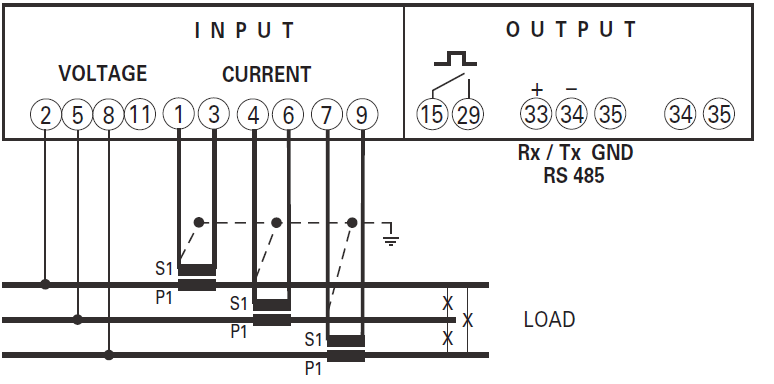 INPUT
OUTPUT
VOLTAGE CURRENT
+ –
2 5 8 11 1 3 4 6 7 9 15 29 33 34 35 34 35
Rx / Tx GND
RS 485
S1
P1
S1
P1
S1
P1
X
X
X
LOAD